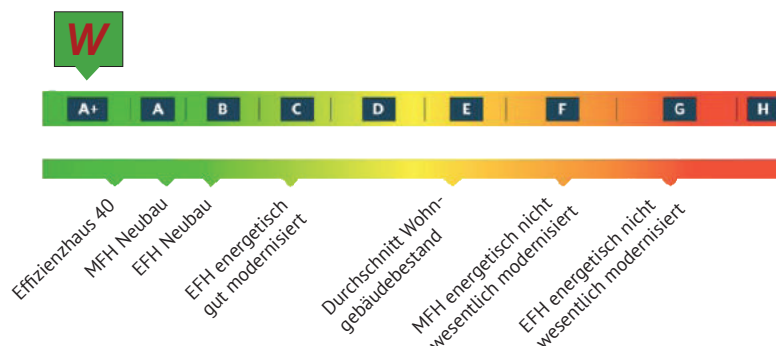 W
A+ A B C D E F G H
Effizienzhaus 40
MFH Neubau
EFH Neubau
EFH energetisch
gut modernisiert
Durchschnitt Wohn-
gebäudebestand
MFH energetisch nicht
wesentlich modernisiert
EFH energetisch nicht
wesentlich modernisiert